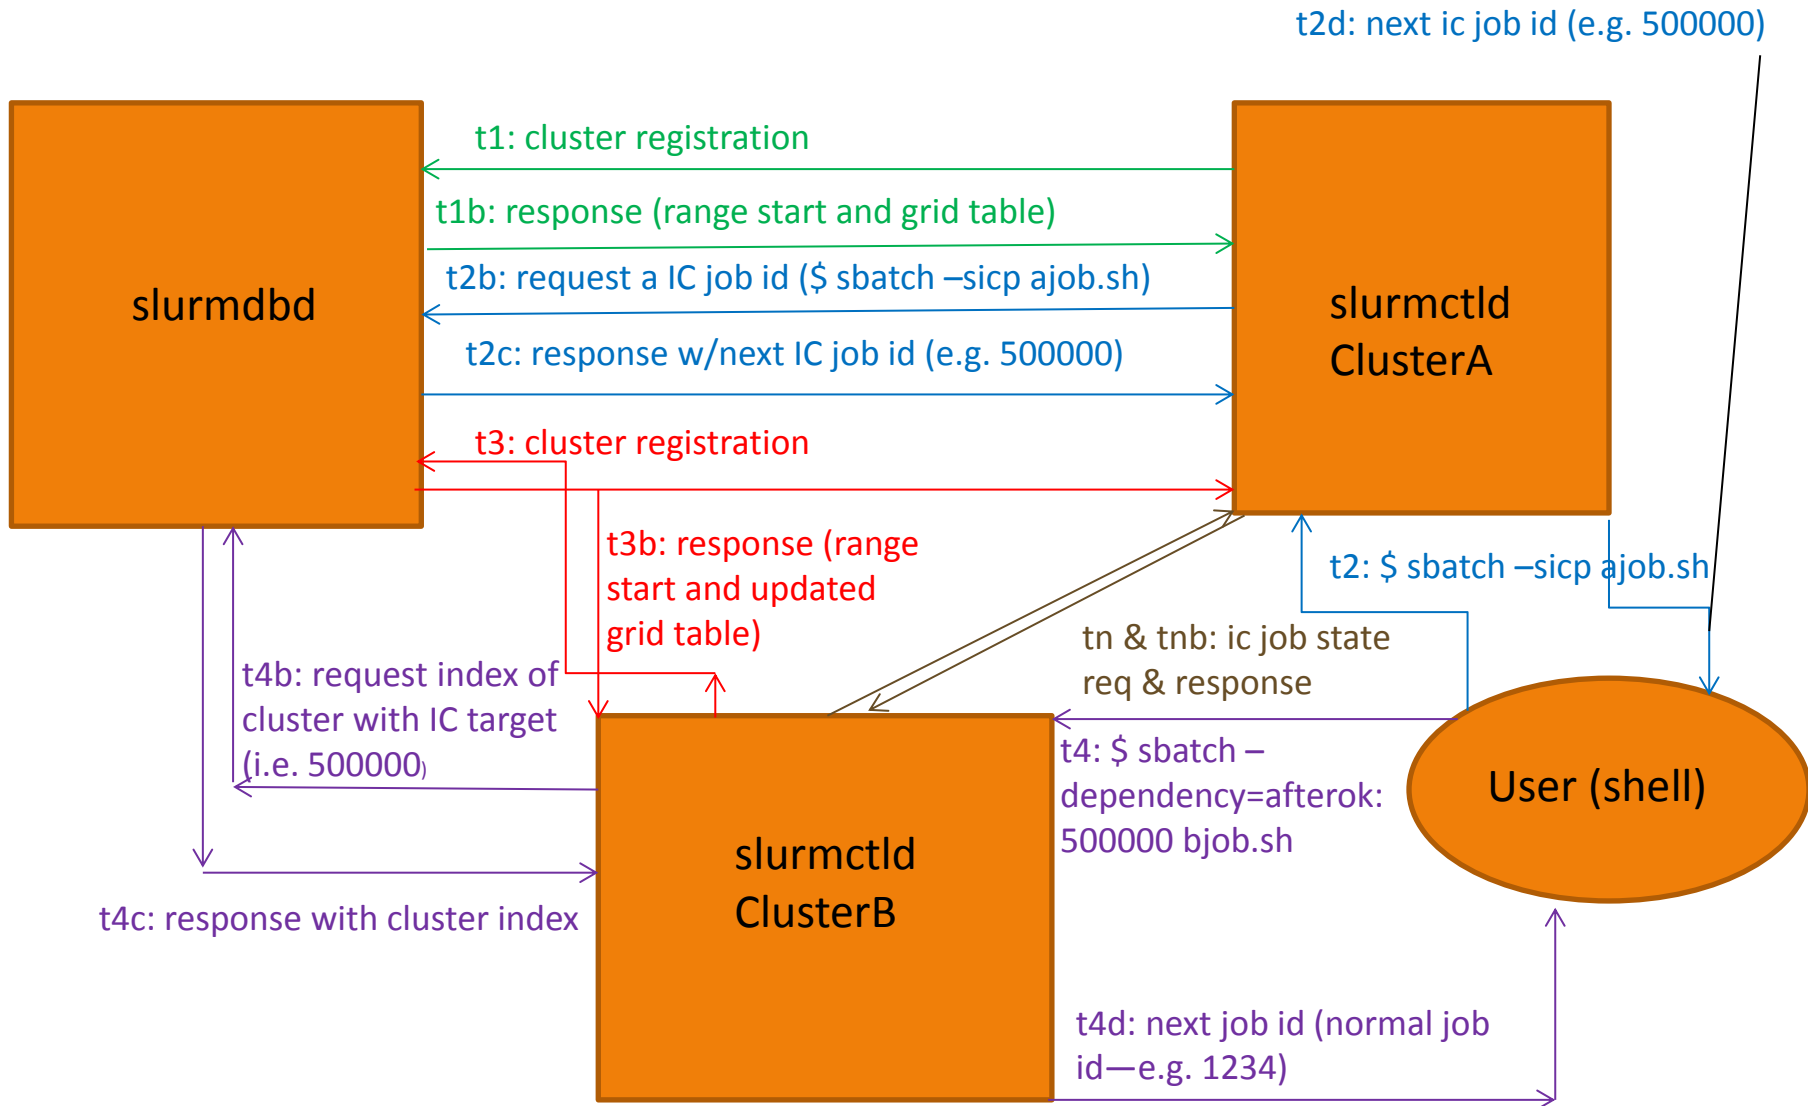 t2d: next ic job id (e.g. 500000)
t1: cluster registration
t1b: response (range start and grid table)
t2b: request a IC job id ($ sbatch –sicp ajob.sh)
slurmdbd
slurmctld
ClusterA
t2c: response w/next IC job id (e.g. 500000)
t3: cluster registration
t3b: response (range
start and updated
grid table)
t2: $ sbatch –sicp ajob.sh
tn & tnb: ic job state
req & response
t4b: request index of
cluster with IC target
(i.e. 500000)
t4: $ sbatch –
dependency=afterok:
500000 bjob.sh
User (shell)
slurmctld
ClusterB
t4c: response with cluster index
t4d: next job id (normal job
id—e.g. 1234)